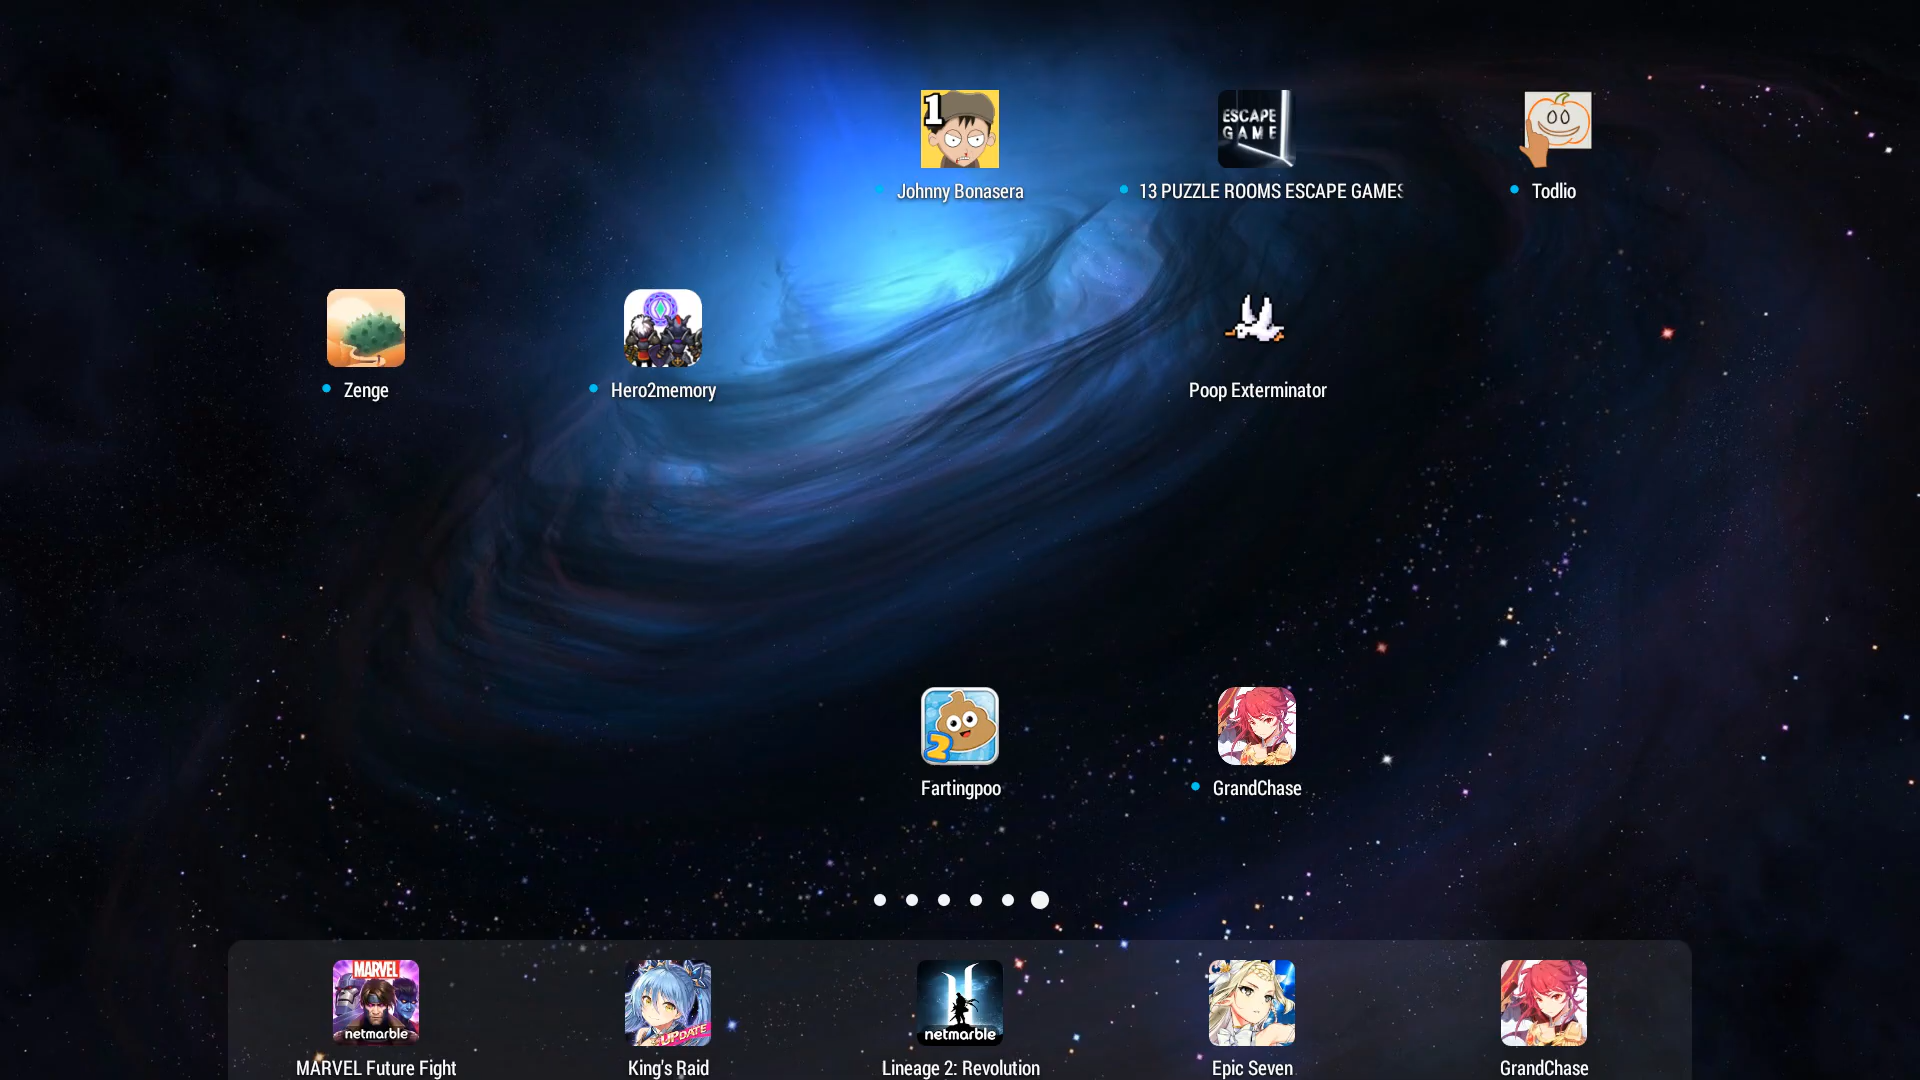 1
ESCAPE
GAME
Johnny Bonasera
13 PUZZLE ROOMS ESCAPE GAMES
Todlio
Zenge
Hero2memory
Poop Exterminator
2
Fartingpoo
GrandChase
MARVEL
netmarble
UPDATE
netmarble
MARVEL Future Fight
King's Raid
Lineage 2: Revolution
Epic Seven
GrandChase